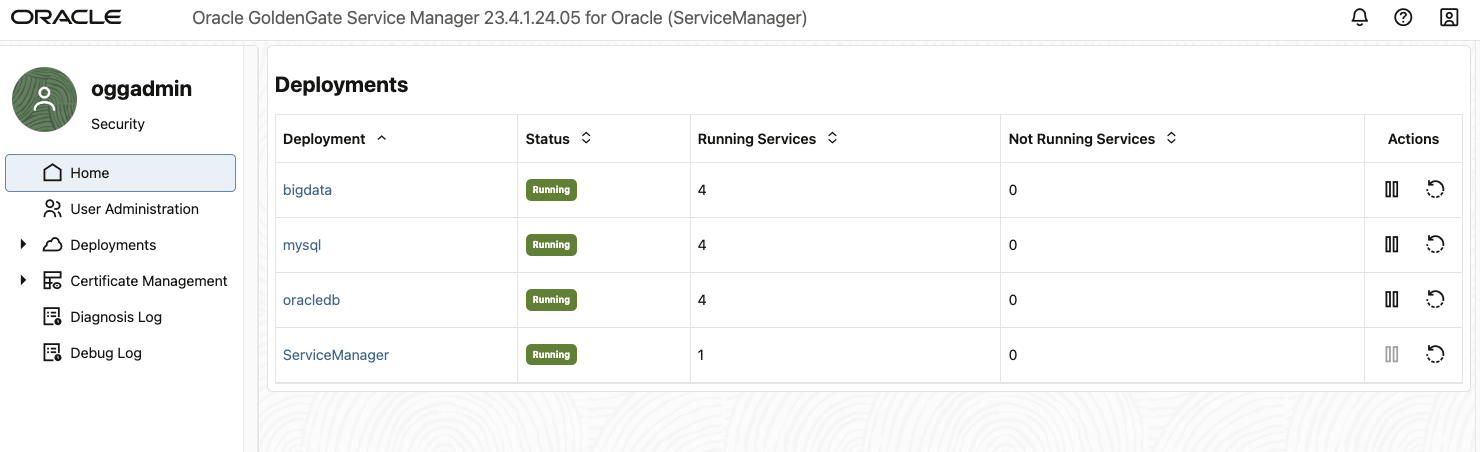 ORACLE Oracle GoldenGate Service Manager 23.4.1.24.05 for Oracle (ServiceManager)
oggadmin
Security
Home
User Administration
Deployments
Certificate Management
Diagnosis Log
Debug Log
Deployments
Deployment Status Running Services Not Running Services Actions
bigdata Running 4 0
mysql Running 4 0
oracledb Running 4 0
ServiceManager Running 1 0